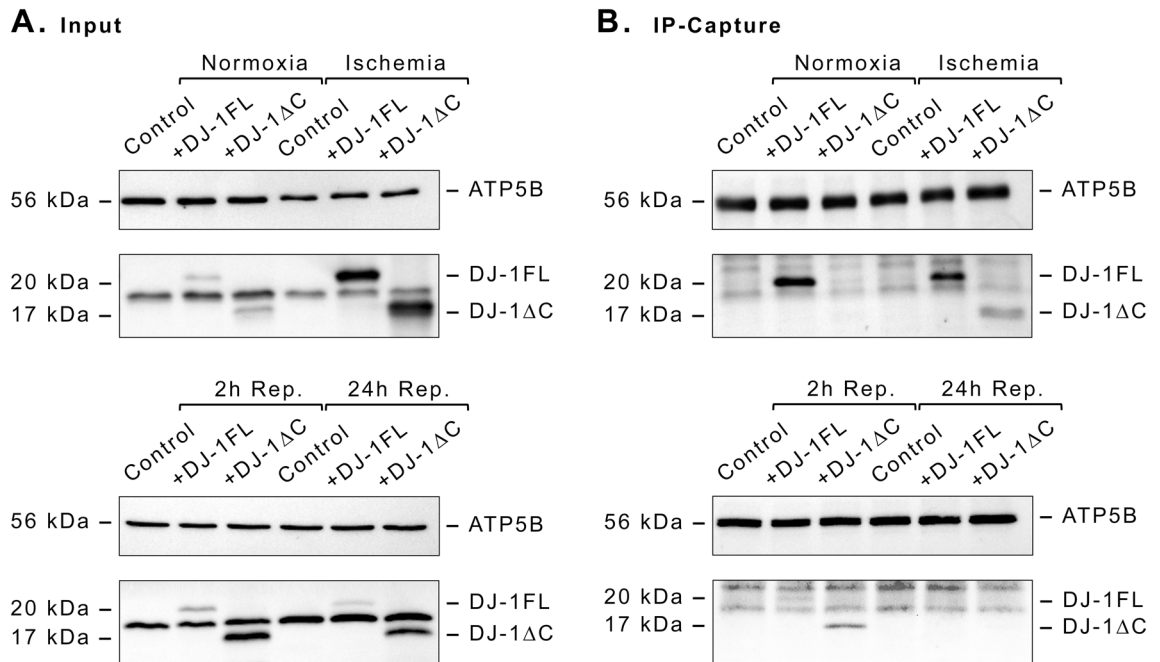 A. Input
Normoxia Ischemia
Control +DJ-1FL +DJ-1ΔC Control +DJ-1FL +DJ-1ΔC
56 kDa – – ATP5B
20 kDa – – DJ-1FL
17 kDa – – DJ-1ΔC
2h Rep. 24h Rep.
Control +DJ-1FL +DJ-1ΔC Control +DJ-1FL +DJ-1ΔC
56 kDa – – ATP5B
20 kDa – – DJ-1FL
17 kDa – – DJ-1ΔC
B. IP-Capture
Normoxia Ischemia
Control +DJ-1FL +DJ-1ΔC Control +DJ-1FL +DJ-1ΔC
56 kDa – – ATP5B
20 kDa – – DJ-1FL
17 kDa – – DJ-1ΔC
2h Rep. 24h Rep.
Control +DJ-1FL +DJ-1ΔC Control +DJ-1FL +DJ-1ΔC
56 kDa – – ATP5B
20 kDa – – DJ-1FL
17 kDa – – DJ-1ΔC